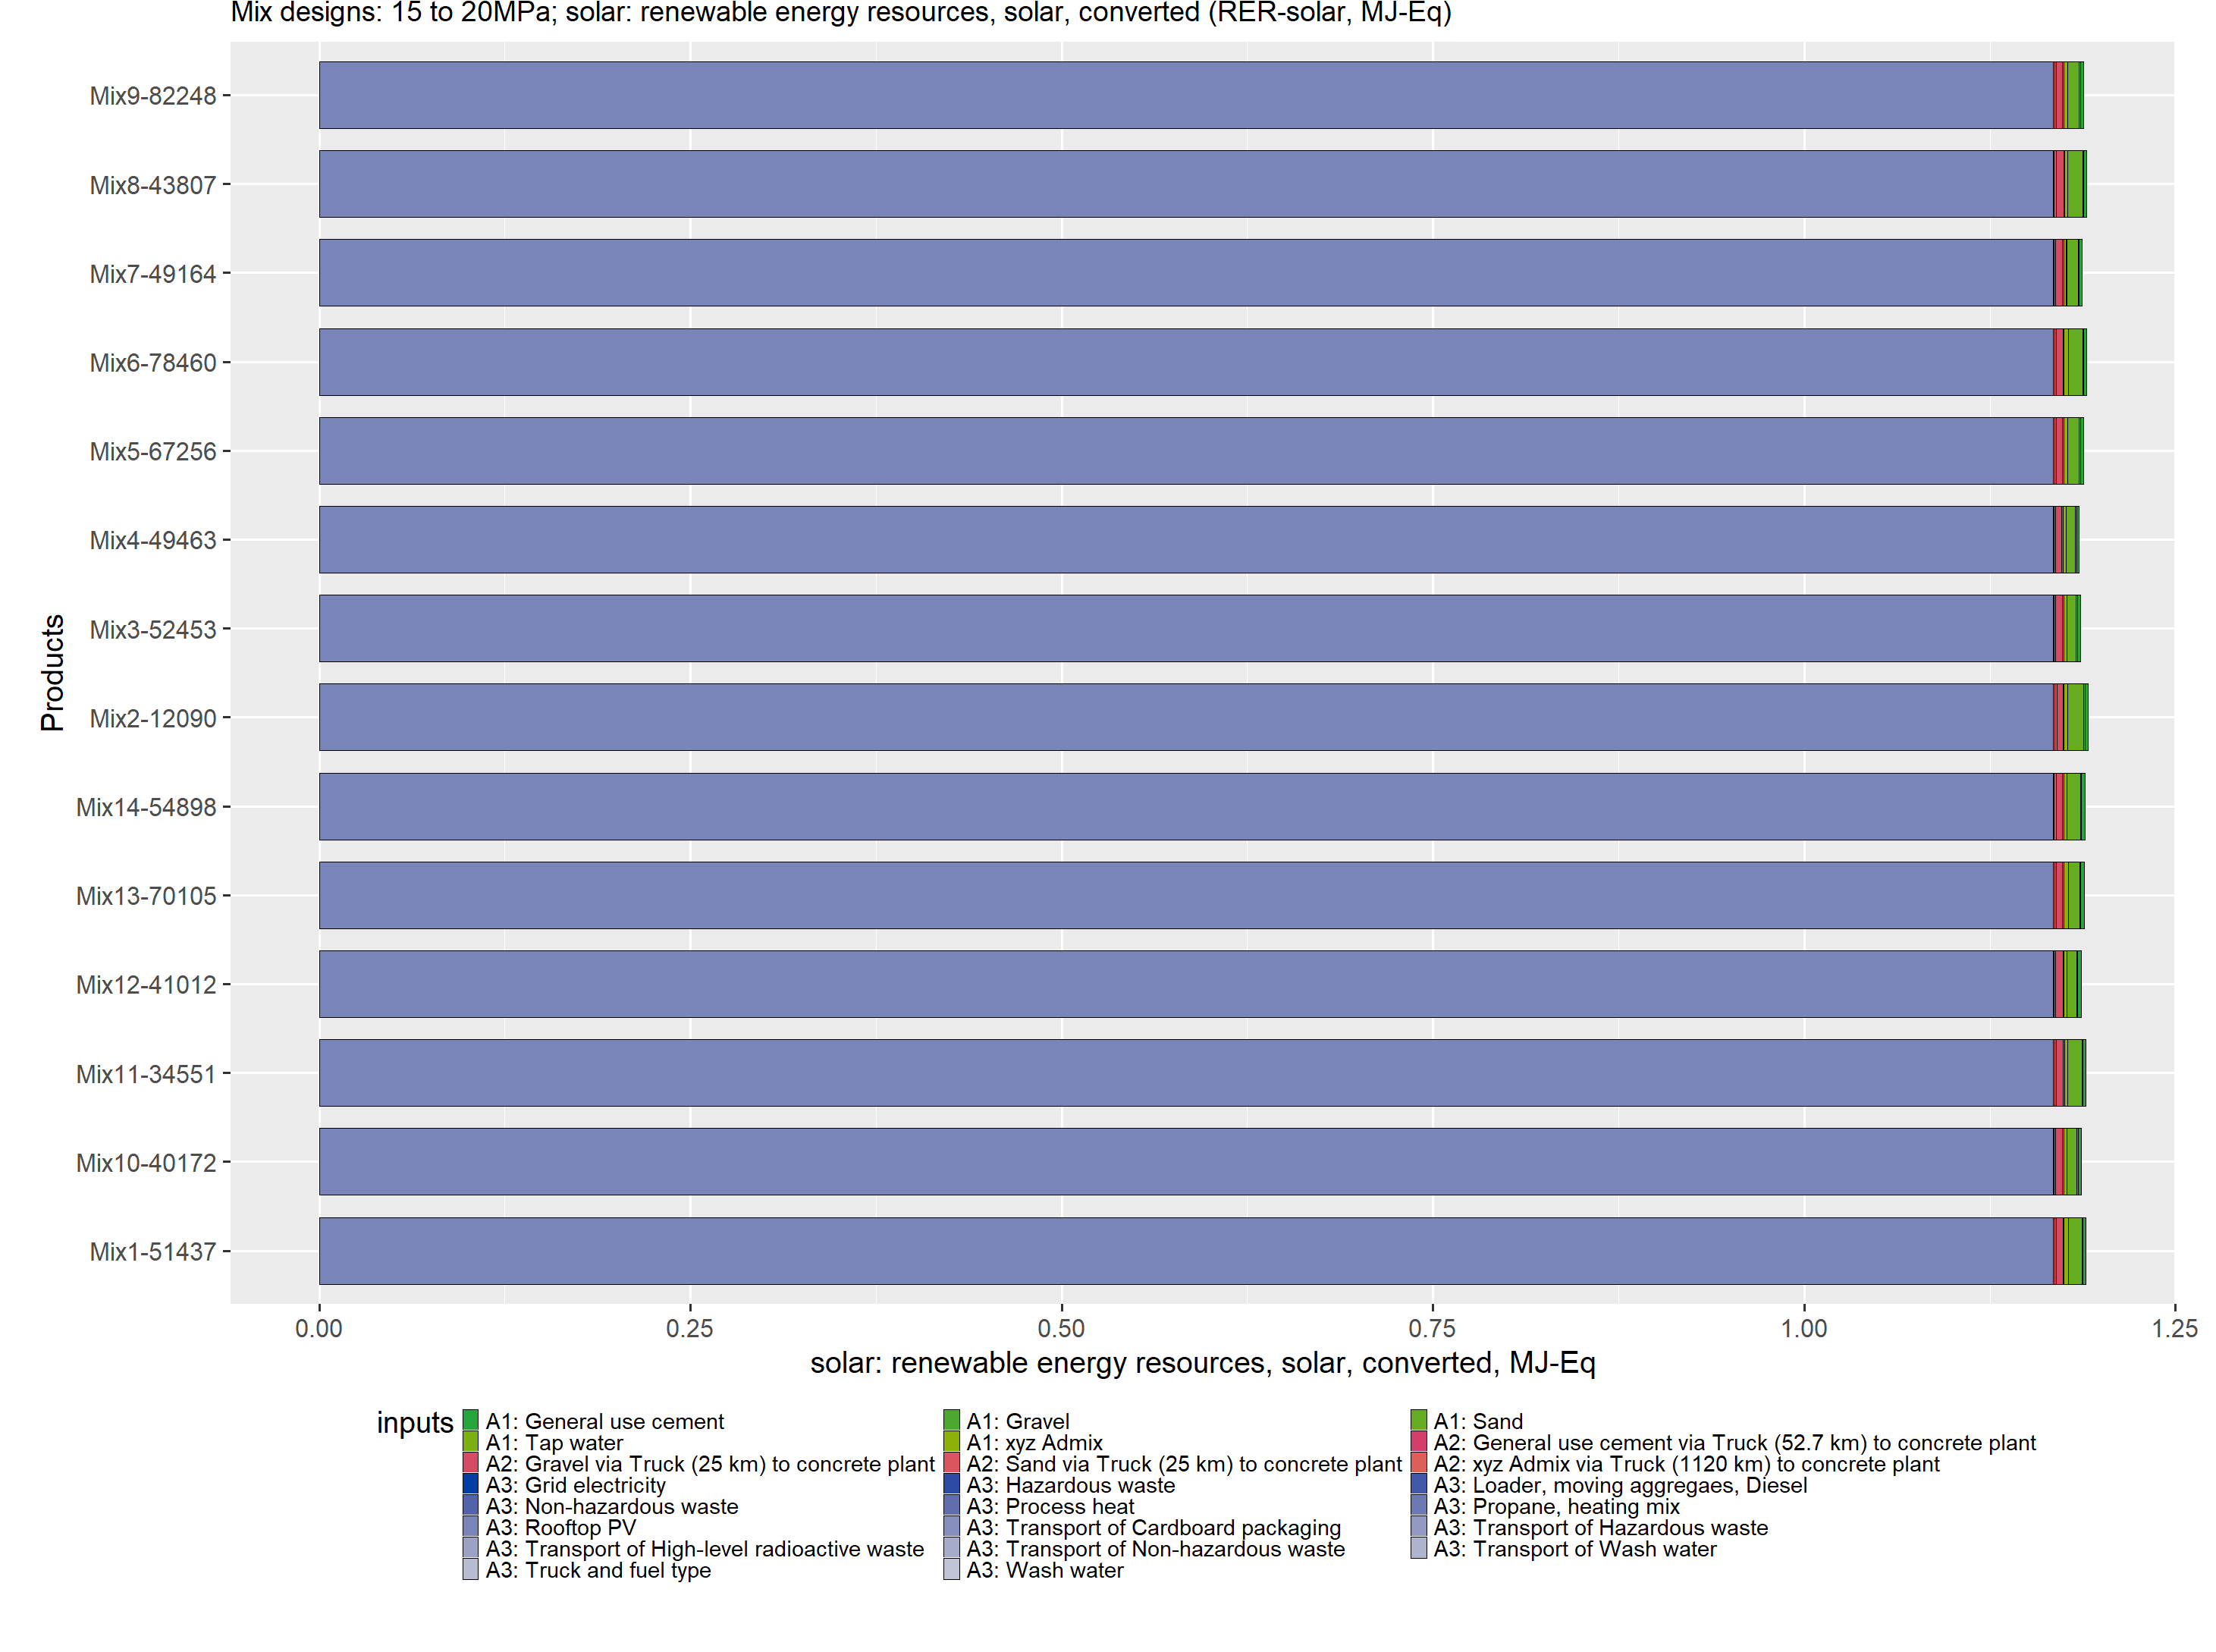 Mix designs: 15 to 20MPa; solar: renewable energy resources, solar, converted (RER-solar, MJ-Eq)
Mix9-82248
Mix8-43807
Mix7-49164
Mix6-78460
Mix5-67256
Mix4-49463
Mix3-52453
Mix2-12090
Mix14-54898
Mix13-70105
Mix12-41012
Mix11-34551
Mix10-40172
Mix1-51437
Products
0.00 0.25 0.50 0.75 1.00 1.25
solar: renewable energy resources, solar, converted, MJ-Eq
inputs
A1: General use cement A1: Gravel A1: Sand
A1: Tap water A1: xyz Admix A2: General use cement via Truck (52.7 km) to concrete plant
A2: Gravel via Truck (25 km) to concrete plant A2: Sand via Truck (25 km) to concrete plant A2: xyz Admix via Truck (1120 km) to concrete plant
A3: Grid electricity A3: Hazardous waste A3: Loader, moving aggregaes, Diesel
A3: Non-hazardous waste A3: Process heat A3: Propane, heating mix
A3: Rooftop PV A3: Transport of Cardboard packaging A3: Transport of Hazardous waste
A3: Transport of High-level radioactive waste A3: Transport of Non-hazardous waste A3: Transport of Wash water
A3: Truck and fuel type A3: Wash water